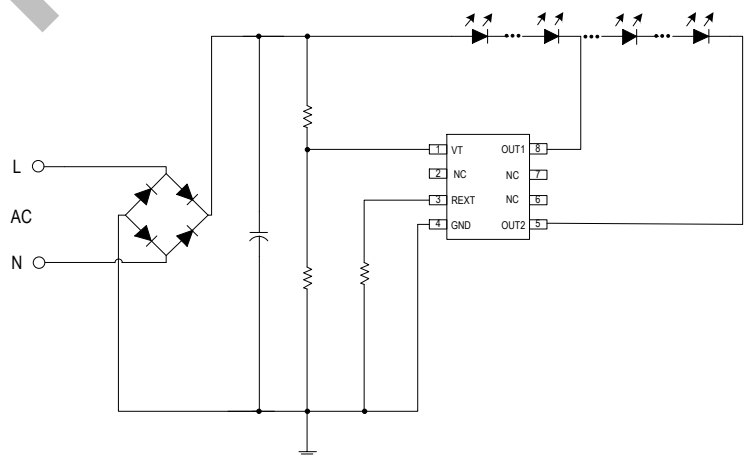 L
AC
N
1 VT OUT1 8
2 NC NC 7
3 REXT NC 6
4 GND OUT2 5